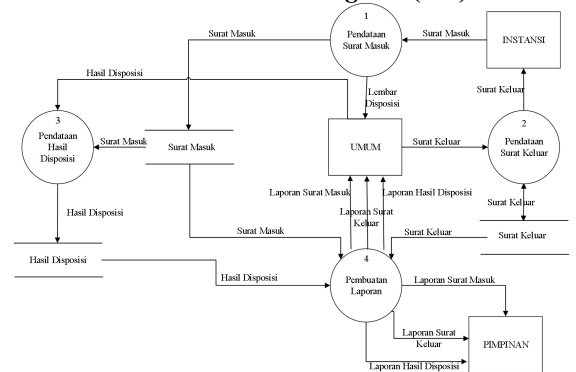 1
Pendataan
Surat Masuk
INSTANSI
Surat Masuk
Surat Masuk
Hasil Disposisi
Lembar
Disposisi
Surat Keluar
3
Pendataan
Hasil
Disposisi
Surat Masuk
Surat Masuk
UMUM
Surat Keluar
2
Pendataan
Surat Keluar
Laporan Surat Masuk
Laporan Hasil Disposisi
Laporan Surat
Keluar
Surat Keluar
Hasil Disposisi
Surat Masuk
Surat Keluar
Surat Keluar
Hasil Disposisi
Hasil Disposisi
4
Pembuatan
Laporan
Laporan Surat Masuk
Laporan Surat
Keluar
PIMPINAN
Laporan Hasil Disposisi